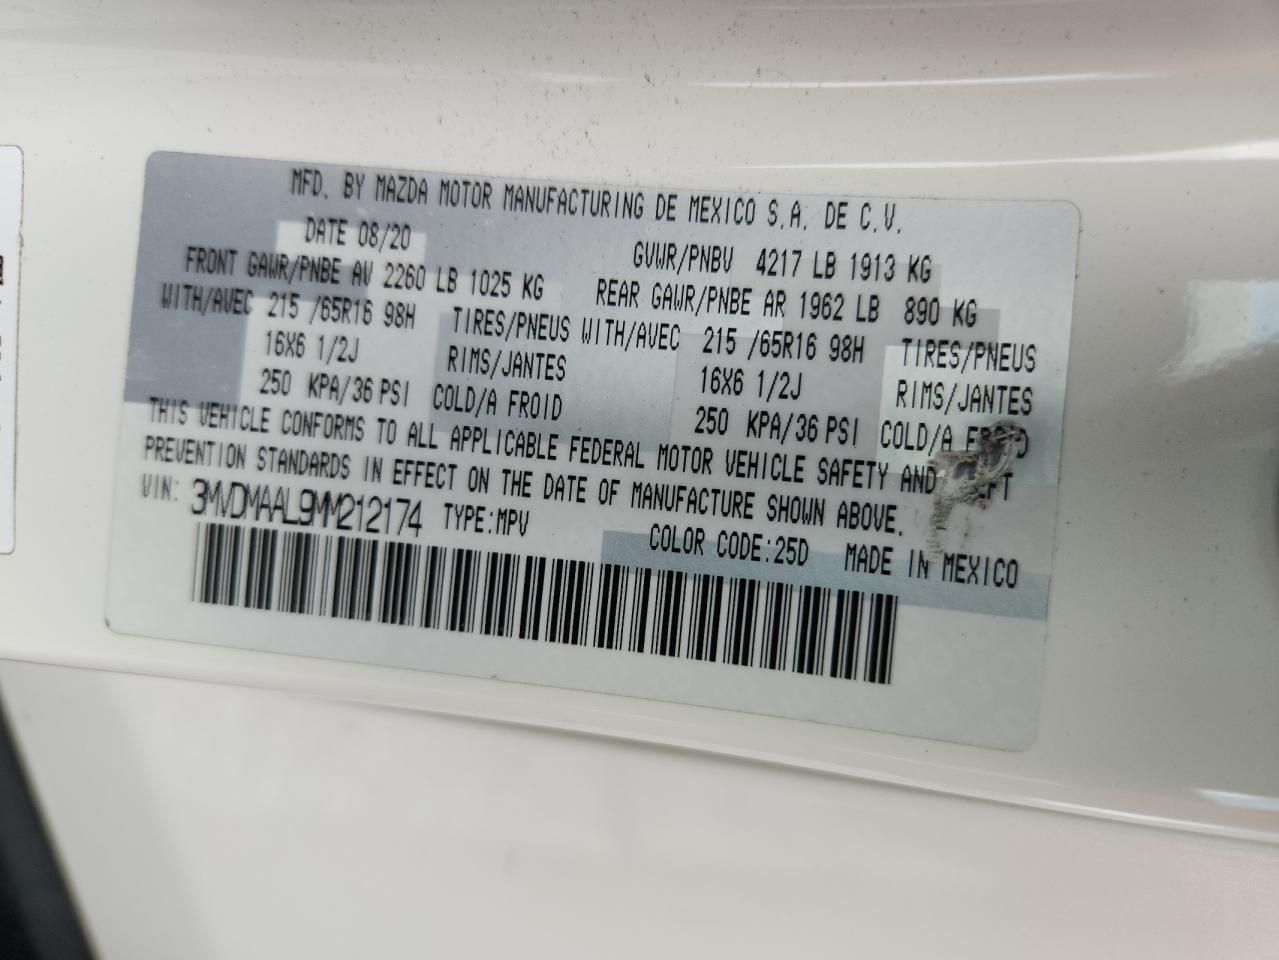 MFD. BY MAZDA MOTOR MANUFACTURING DE MEXICO S.A. DE C.V.
DATE 08/20 GVWR/PNBV 4217 LB 1913 KG
FRONT GAWR/PNBE AV 2260 LB 1025 KG REAR GAWR/PNBE AR 1962 LB 890 KG
WITH/AVEC 215 /65R16 98H TIRES/PNEUS WITH/AVEC 215 /65R16 98H TIRES/PNEUS
16X6 1/2J RIMS/JANTES 16X6 1/2J RIMS/JANTES
250 KPA/36 PSI COLD/A FROID 250 KPA/36 PSI COLD/A FROID
THIS VEHICLE CONFORMS TO ALL APPLICABLE FEDERAL MOTOR VEHICLE SAFETY AND THEFT
PREVENTION STANDARDS IN EFFECT ON THE DATE OF MANUFACTURE SHOWN ABOVE.
VIN: 3MVDMAAL9MM212174 TYPE:MPV COLOR CODE:25D MADE IN MEXICO